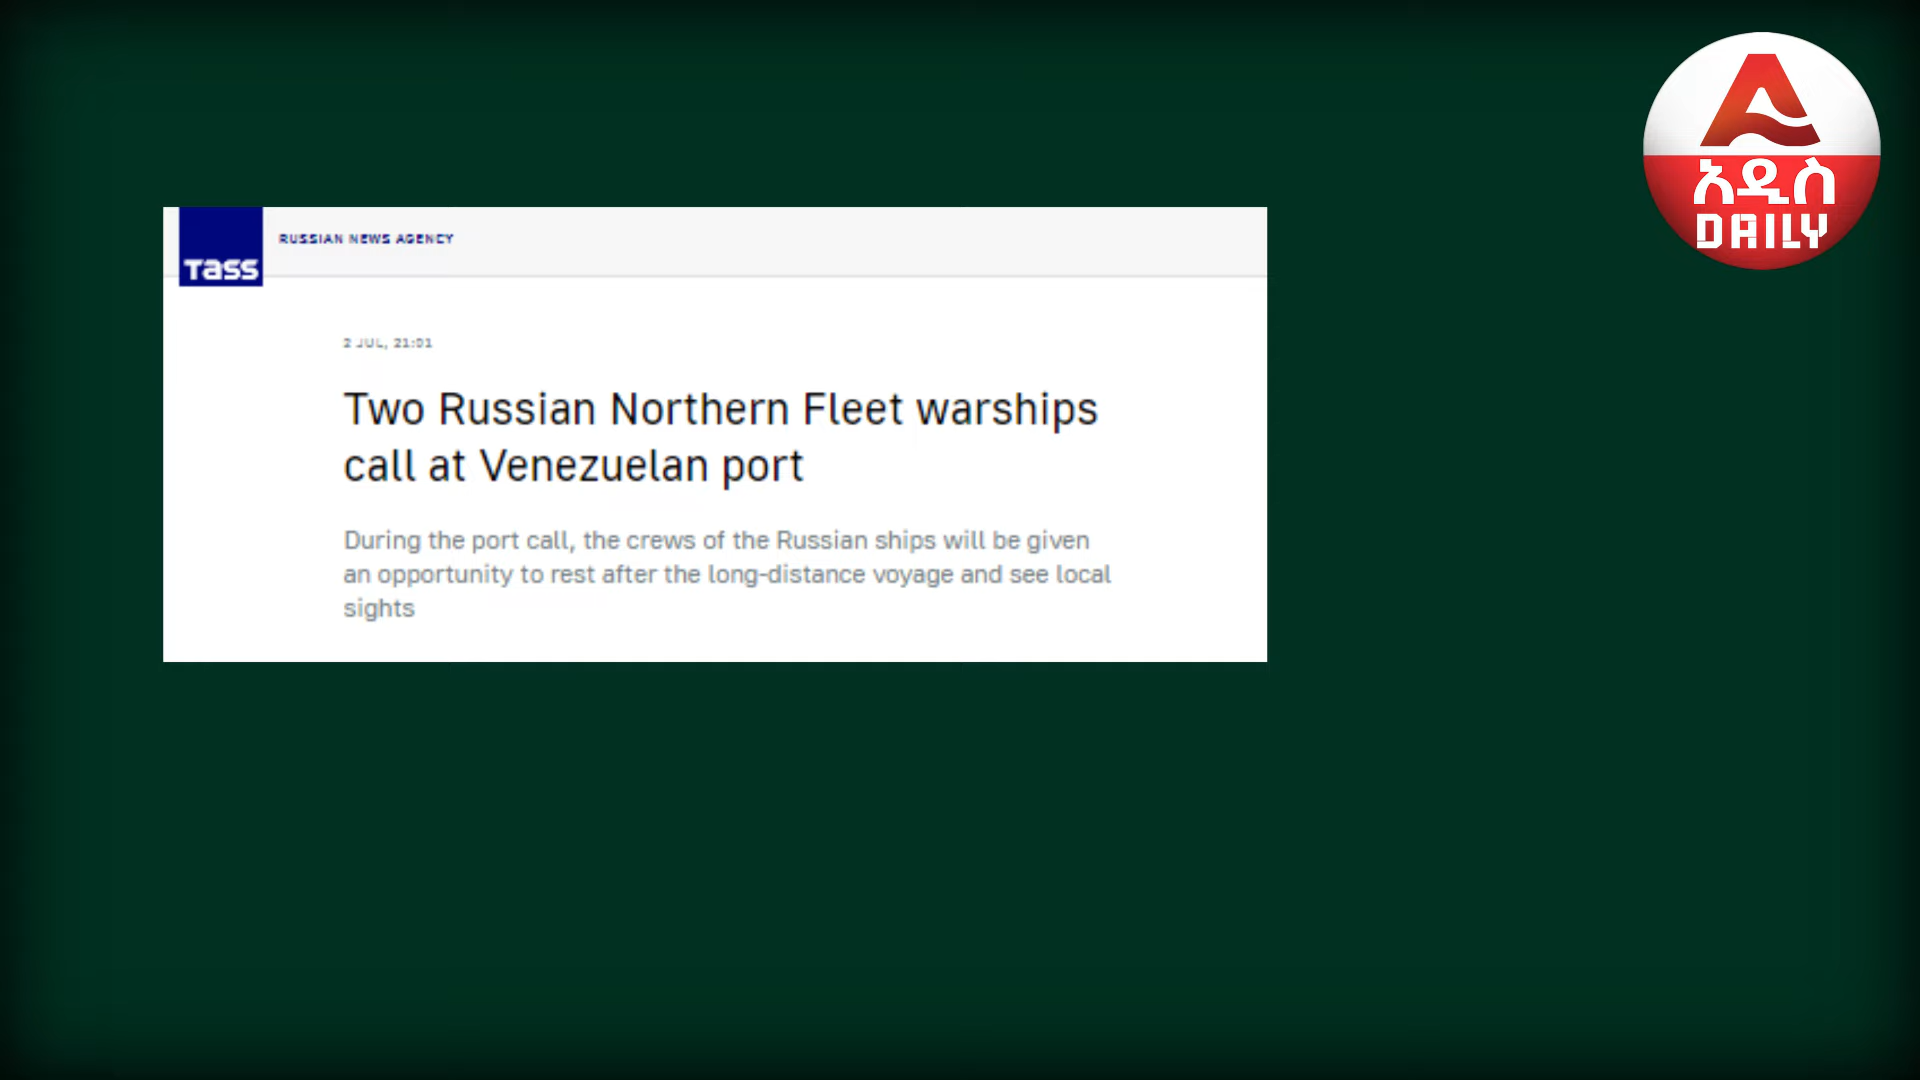 አዲስ
DAILY
TASS
RUSSIAN NEWS AGENCY
2 JUL, 21:01
Two Russian Northern Fleet warships
call at Venezuelan port
During the port call, the crews of the Russian ships will be given
an opportunity to rest after the long-distance voyage and see local
sights